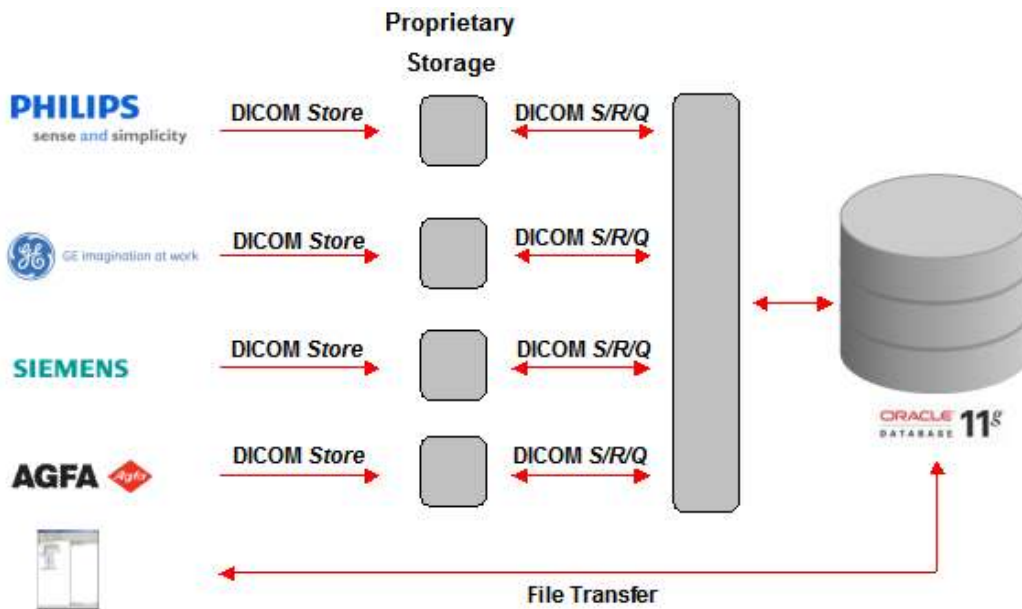 Proprietary
Storage
PHILIPS
sense and simplicity
DICOM Store
DICOM S/R/Q
GE
GE imagination at work
DICOM Store
DICOM S/R/Q
SIEMENS
DICOM Store
DICOM S/R/Q
ORACLE
DATABASE 11g
AGFA
Agfa
DICOM Store
DICOM S/R/Q
File Transfer